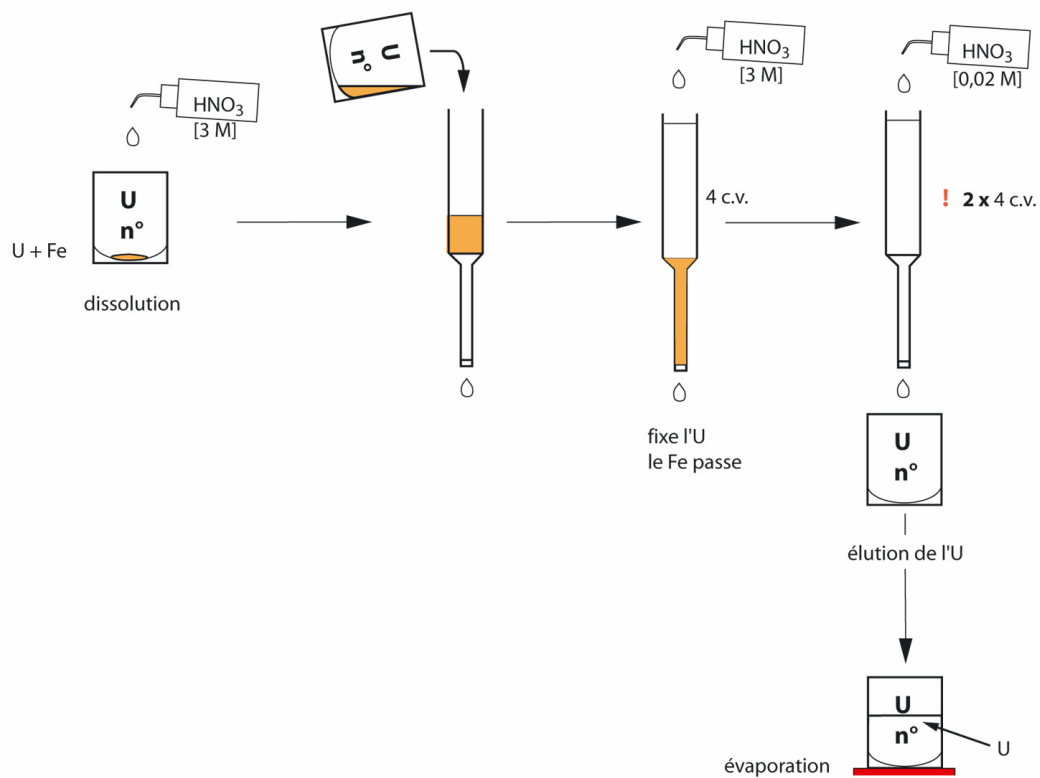 U
n°
HNO3
[3 M]
HNO3
[3 M]
HNO3
[0,02 M]
U
n°
U + Fe
dissolution
4 c.v.
! 2 x 4 c.v.
fixe l'U
le Fe passe
U
n°
élution de l'U
U
n°
U
évaporation